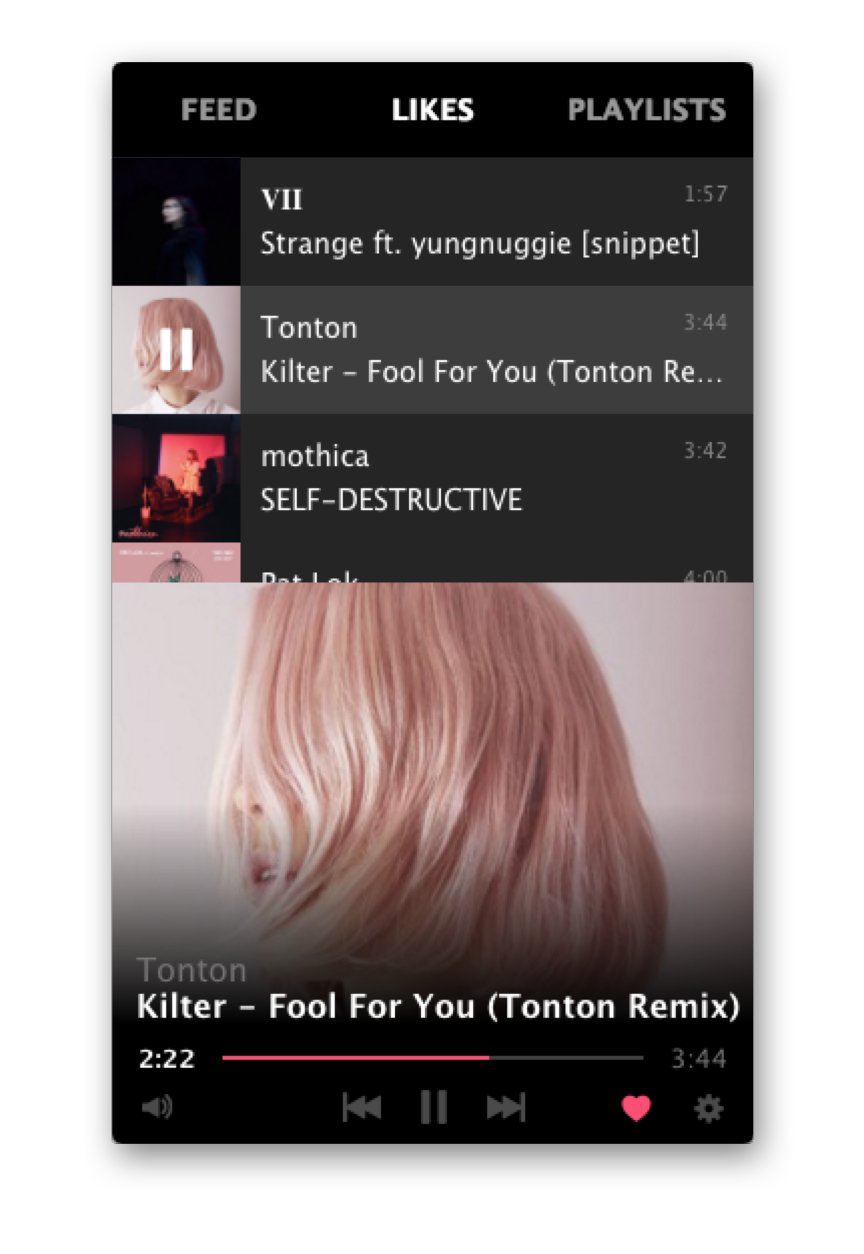 FEED LIKES PLAYLISTS
VII 1:57
Strange ft. yungnuggie [snippet]
Tonton 3:44
Kilter – Fool For You (Tonton Re…
mothica 3:42
SELF-DESTRUCTIVE
Pat Lok 4:00
Tonton
Kilter – Fool For You (Tonton Remix)
2:22 3:44